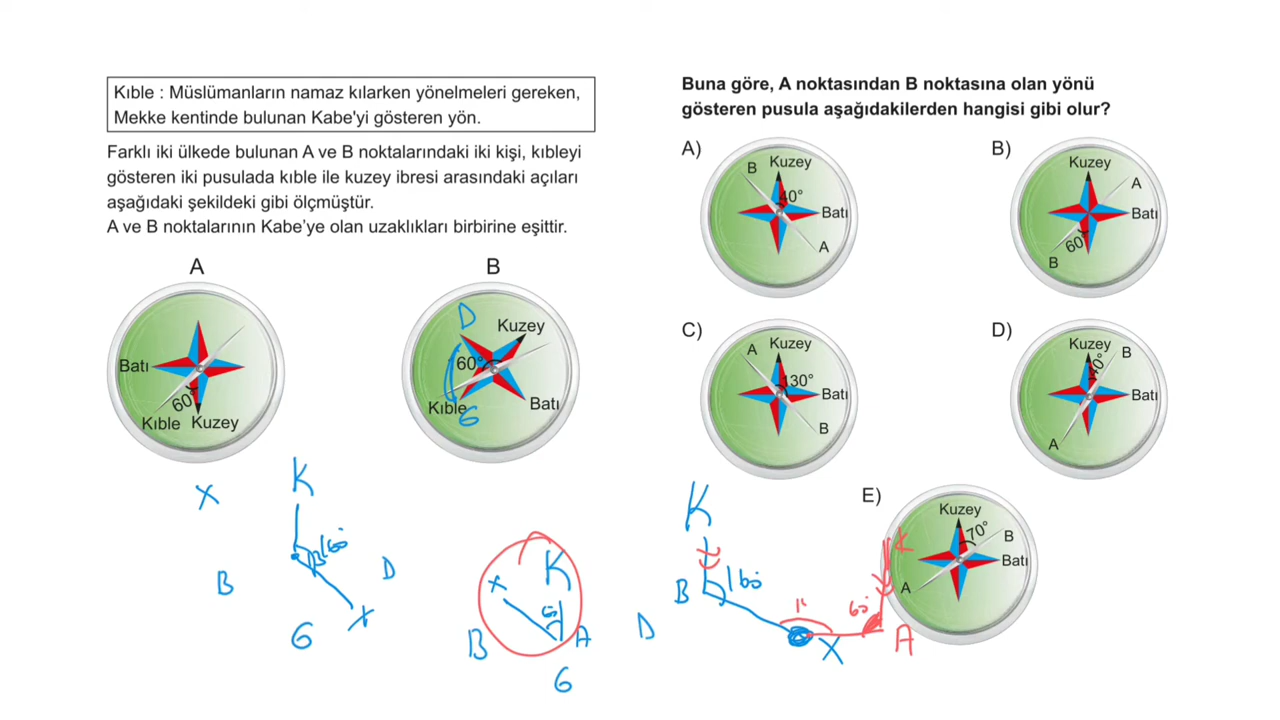 Kıble : Müslümanların namaz kılarken yönelmeleri gereken,
Mekke kentinde bulunan Kabe'yi gösteren yön.
Farklı iki ülkede bulunan A ve B noktalarındaki iki kişi, kıbleyi
gösteren iki pusulada kıble ile kuzey ibresi arasındaki açıları
aşağıdaki şekildeki gibi ölçmüştür.
A ve B noktalarının Kabe'ye olan uzaklıkları birbirine eşittir.
A
Batı
60°
Kıble
Kuzey
B
D
Kuzey
60°
Kıble
G
Batı
Buna göre, A noktasından B noktasına olan yönü
gösteren pusula aşağıdakilerden hangisi gibi olur?
A)
B
Kuzey
40°
Batı
A
B)
Kuzey
A
Batı
60°
B
C)
A
Kuzey
130°
Batı
B
D)
Kuzey
B
40°
Batı
A
E)
Kuzey
70°
B
Batı
A
X
K
B
D
X
G
X
K
B
A
D
G
K
B
X
K
A